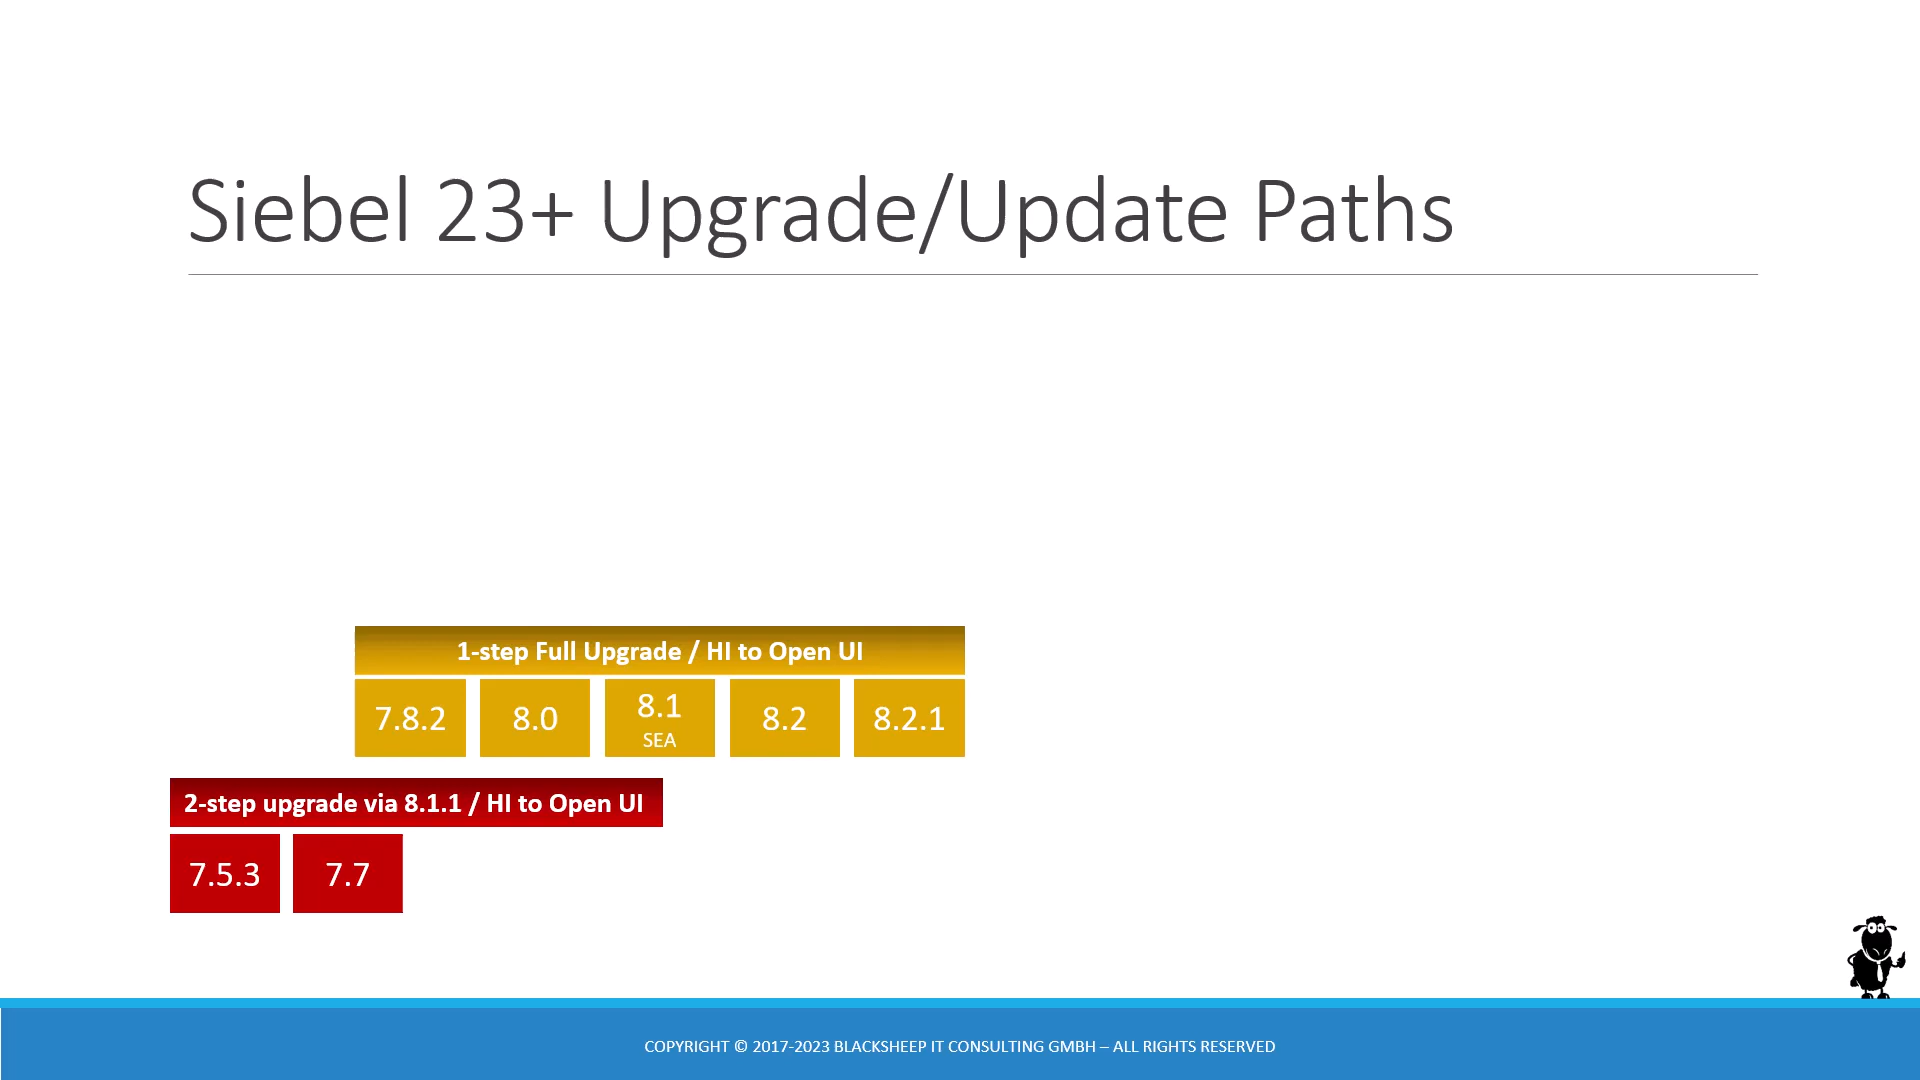 Siebel 23+ Upgrade/Update Paths
1-step Full Upgrade / HI to Open UI
7.8.2 8.0 8.1 SEA 8.2 8.2.1
2-step upgrade via 8.1.1 / HI to Open UI
7.5.3 7.7
COPYRIGHT © 2017-2023 BLACKSHEEP IT CONSULTING GMBH – ALL RIGHTS RESERVED